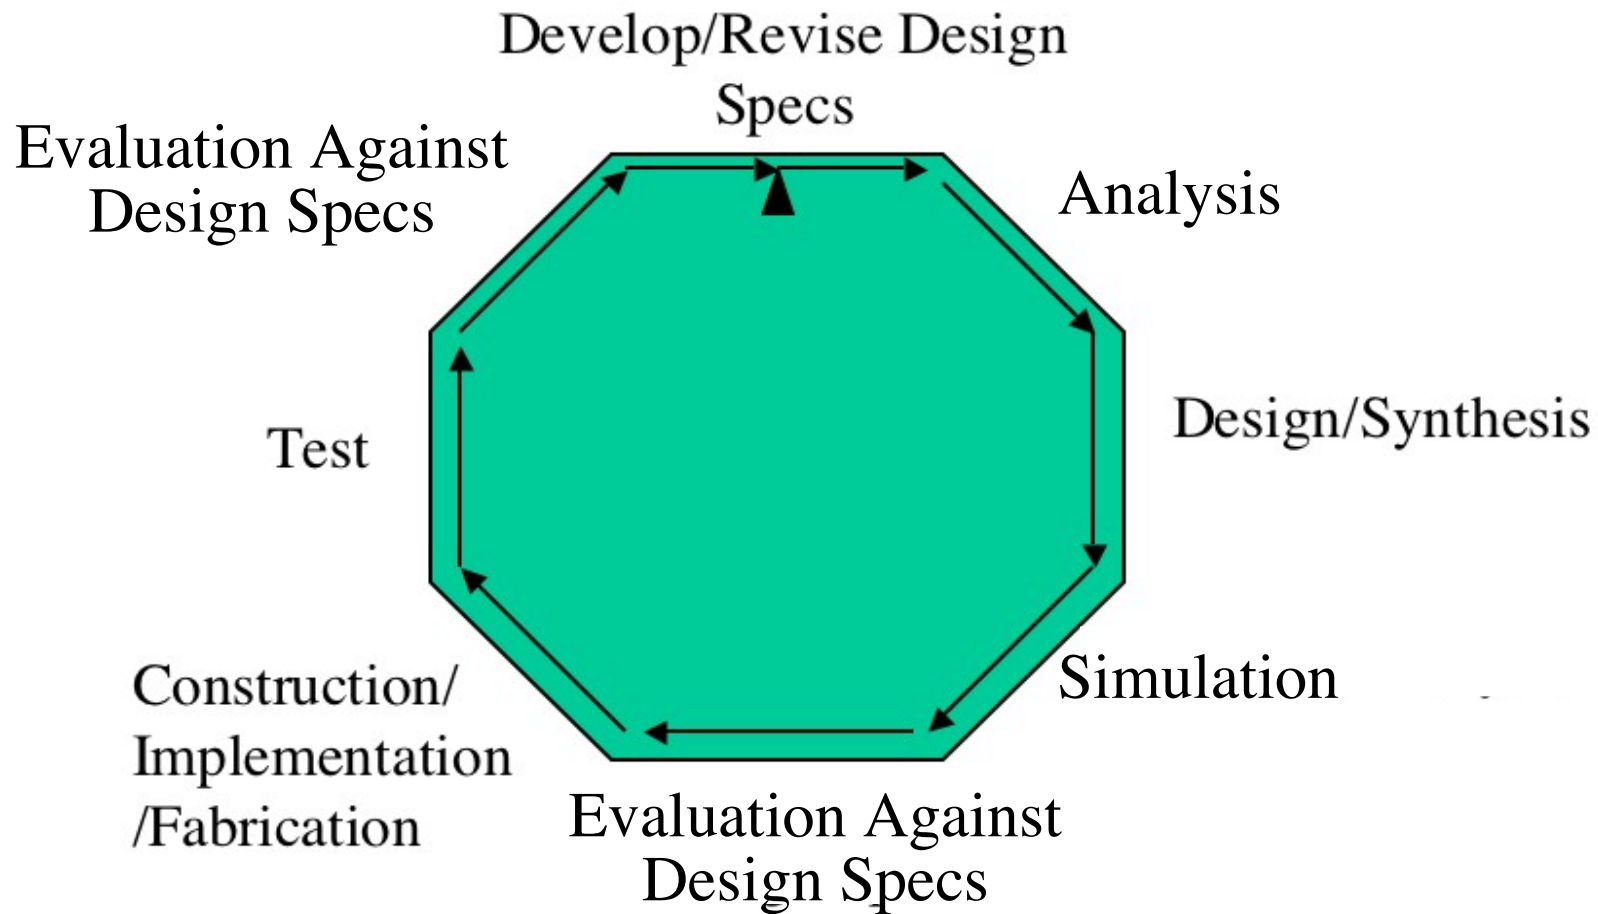 Develop/Revise Design
Specs
Analysis
Design/Synthesis
Simulation
Evaluation Against
Design Specs
Construction/
Implementation
/Fabrication
Test
Evaluation Against
Design Specs